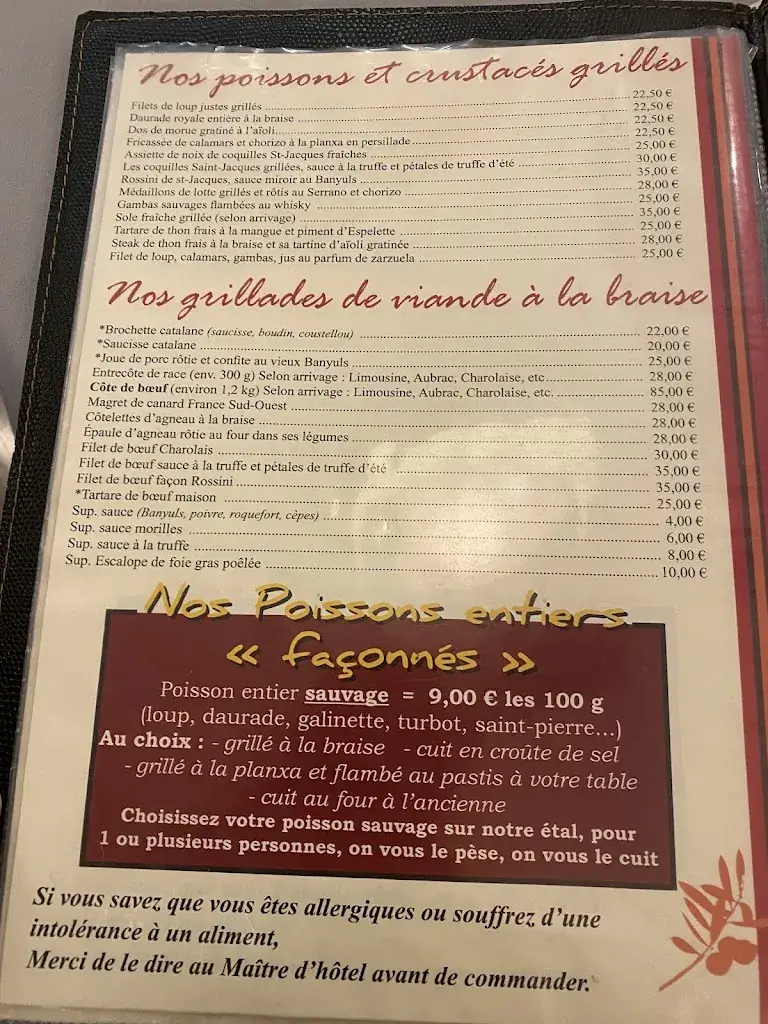 Nos poissons et crustacés grillés
Filets de loup justes grillés 22,50 €
Daurade royale entière à la braise 22,50 €
Dos de morue gratiné à l'aïoli 22,50 €
Fricassée de calamars et chorizo à la planxa en persillade 22,50 €
Assiette de noix de coquilles St-Jacques fraîches 25,00 €
Les coquilles Saint-Jacques grillées, sauce à la truffe et pétales de truffe d'été 30,00 €
Rossini de st-Jacques, sauce miroir au Banyuls 35,00 €
Médaillons de lotte grillés et rôtis au Serrano et chorizo 28,00 €
Gambas sauvages flambées au whisky 25,00 €
Sole fraîche grillée (selon arrivage) 35,00 €
Tartare de thon frais à la mangue et piment d'Espelette 25,00 €
Steak de thon frais à la braise et sa tartine d'aïoli gratinée 28,00 €
Filet de loup, calamars, gambas, jus au parfum de zarzuela 25,00 €
Nos grillades de viande à la braise
*Brochette catalane (saucisse, boudin, coustellou) 22,00 €
*Saucisse catalane 20,00 €
*Joue de porc rôtie et confite au vieux Banyuls 25,00 €
Entrecôte de race (env. 300 g) Selon arrivage : Limousine, Aubrac, Charolaise, etc. 28,00 €
Côte de bœuf (environ 1,2 kg) Selon arrivage : Limousine, Aubrac, Charolaise, etc. 85,00 €
Magret de canard France Sud-Ouest 28,00 €
Côtelettes d'agneau à la braise 28,00 €
Épaule d'agneau rôtie au four dans ses légumes 28,00 €
Filet de bœuf Charolais 30,00 €
Filet de bœuf sauce à la truffe et pétales de truffe d'été 35,00 €
Filet de bœuf façon Rossini 35,00 €
*Tartare de bœuf maison 25,00 €
Sup. sauce (Banyuls, poivre, roquefort, cèpes) 4,00 €
Sup. sauce morilles 6,00 €
Sup. sauce à la truffe 8,00 €
Sup. Escalope de foie gras poêlée 10,00 €
Nos Poissons entiers
« façonnés »
Poisson entier sauvage = 9,00 € les 100 g
(loup, daurade, galinette, turbot, saint-pierre...)
Au choix : - grillé à la braise - cuit en croûte de sel
- grillé à la planxa et flambé au pastis à votre table
- cuit au four à l'ancienne
Choisissez votre poisson sauvage sur notre étal, pour
1 ou plusieurs personnes, on vous le pèse, on vous le cuit
Si vous savez que vous êtes allergiques ou souffrez d'une
intolérance à un aliment,
Merci de le dire au Maître d'hôtel avant de commander.